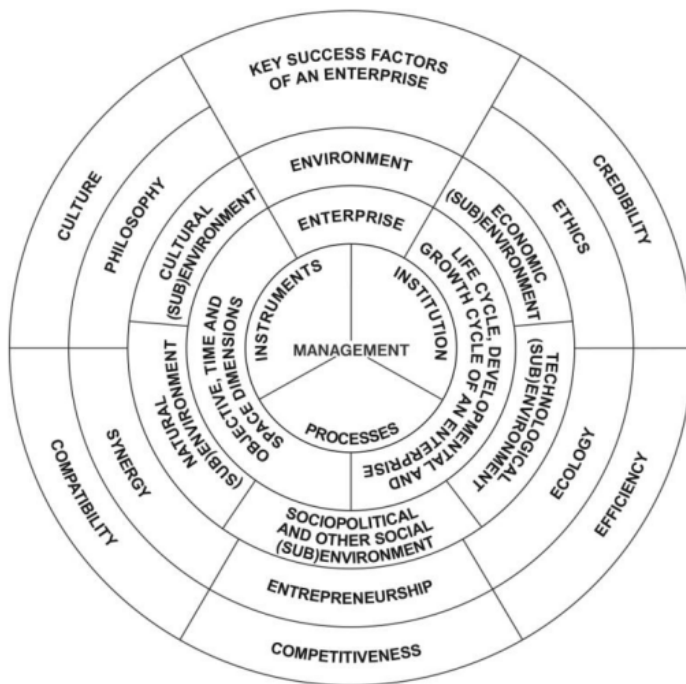 KEY SUCCESS FACTORS
OF AN ENTERPRISE
CULTURE
PHILOSOPHY
CULTURAL
(SUB)ENVIRONMENT
ENVIRONMENT
ENTERPRISE
ECONOMIC
(SUB)ENVIRONMENT
ETHICS
CREDIBILITY
INSTRUMENTS
INSTITUTION
MANAGEMENT
PROCESSES
OBJECTIVE, TIME AND
SPACE DIMENSIONS
LIFE CYCLE, DEVELOPMENTAL AND
GROWTH CYCLE OF AN ENTERPRISE
NATURAL
(SUB)ENVIRONMENT
TECHNOLOGICAL
(SUB)ENVIRONMENT
COMPATIBILITY
SYNERGY
ECOLOGY
EFFICIENCY
SOCIOPOLITICAL
AND OTHER SOCIAL
(SUB)ENVIRONMENT
ENTREPRENEURSHIP
COMPETITIVENESS